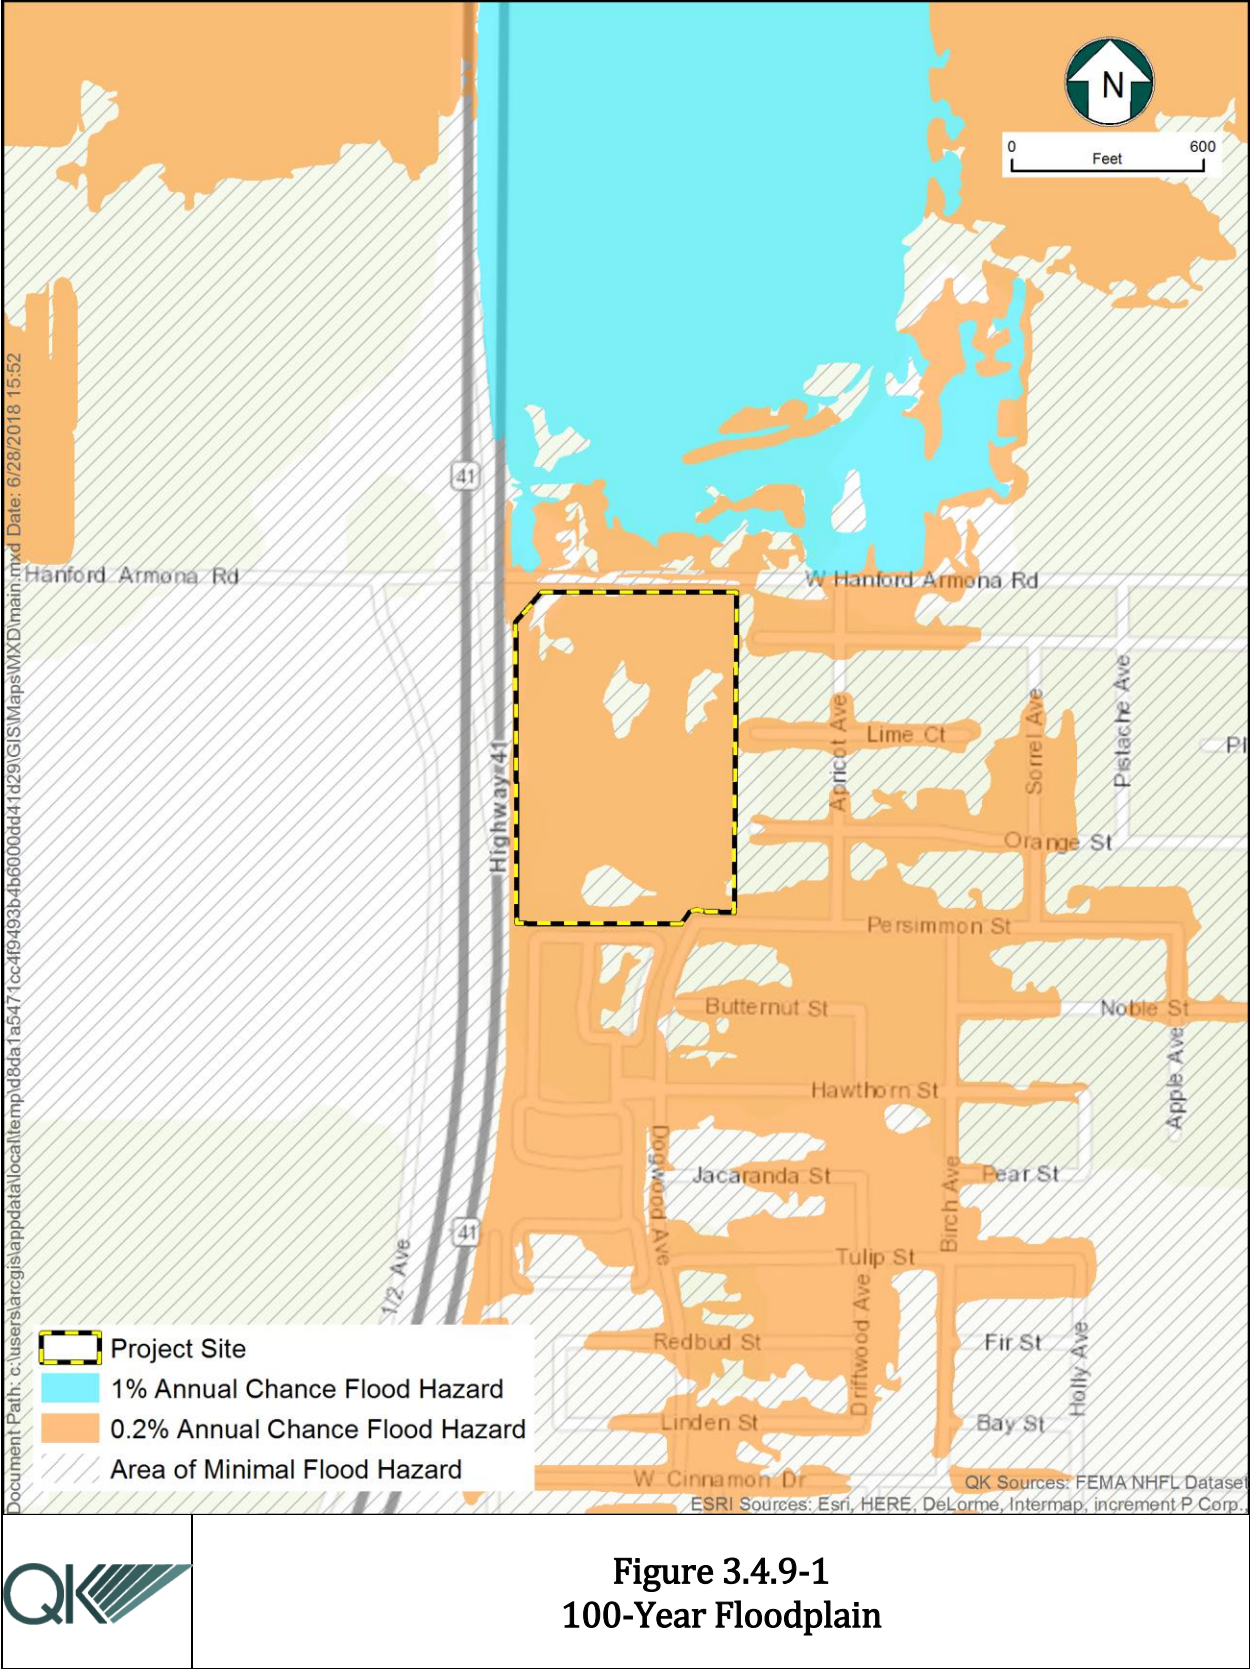 N
0 600
Feet
41
Hanford Armona Rd
W Hanford Armona Rd
Document Path: c:\users\arcgis\appdata\local\temp\d8da1a5471cc4f9493b4b6000dd41d29\GIS\Maps\MXD\main.mxd Date: 6/28/2018 15:52
Highway 41
Apricot Ave
Lime Ct
Sorrel Ave
Pistache Ave
Pl
Orange St
Persimmon St
Butternut St
Noble St
Apple Ave
Hawthorn St
Dogwood Ave
Jacaranda St
Birch Ave
Pear St
41
1/2 Ave
Tulip St
Driftwood Ave
Redbud St
Fir St
Holly Ave
Linden St
Bay St
W Cinnamon Dr
Project Site
1% Annual Chance Flood Hazard
0.2% Annual Chance Flood Hazard
Area of Minimal Flood Hazard
QK Sources: FEMA NHFL Dataset
ESRI Sources: Esri, HERE, DeLorme, Intermap, increment P Corp.,
QK
Figure 3.4.9-1
100-Year Floodplain